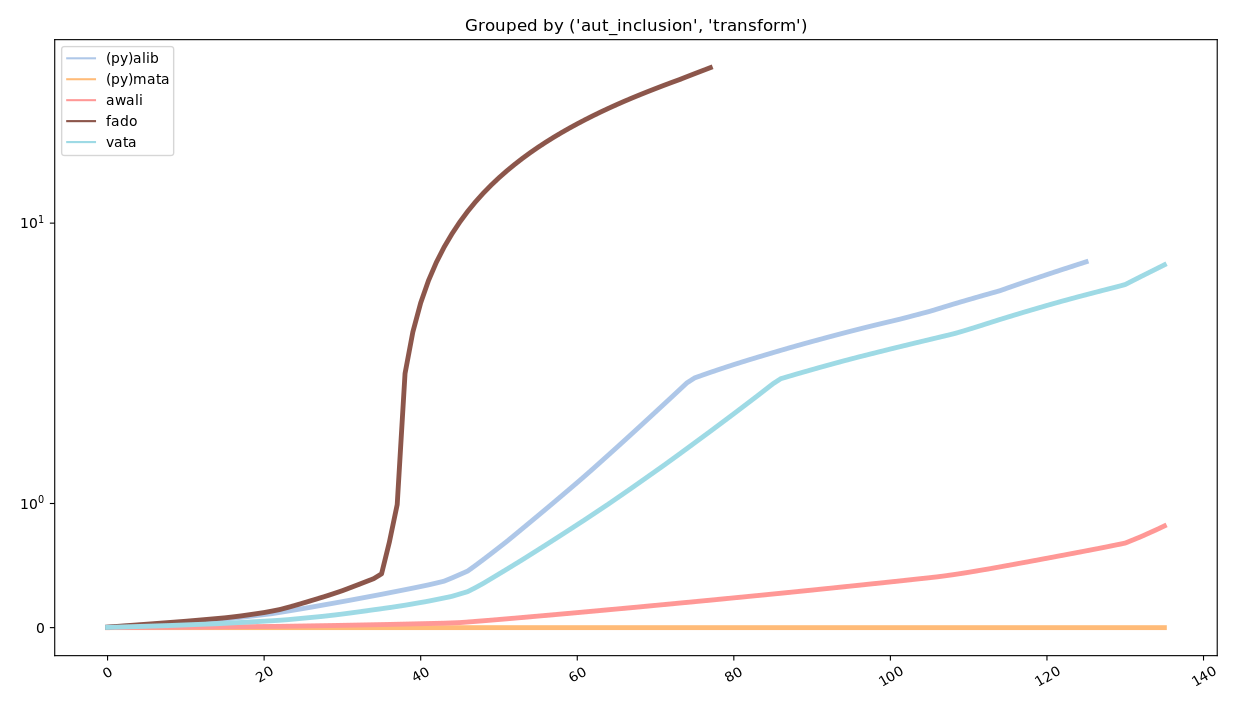 Grouped by ('aut_inclusion', 'transform')
(py)alib
(py)mata
awali
fado
vata
10¹
10⁰
0
0 20 40 60 80 100 120 140